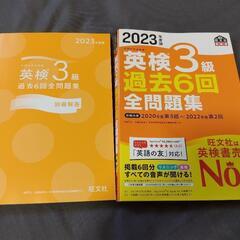 2023年度版
英検3級
過去6回全問題集
別冊解答
旺文社
2023年度版
英検3級
過去6回
全問題集
2020年度第3回~2022年度第2回
「英語の友」対応!
掲載6回分
すべての音声が聞ける!
旺文社は
英検書売
No